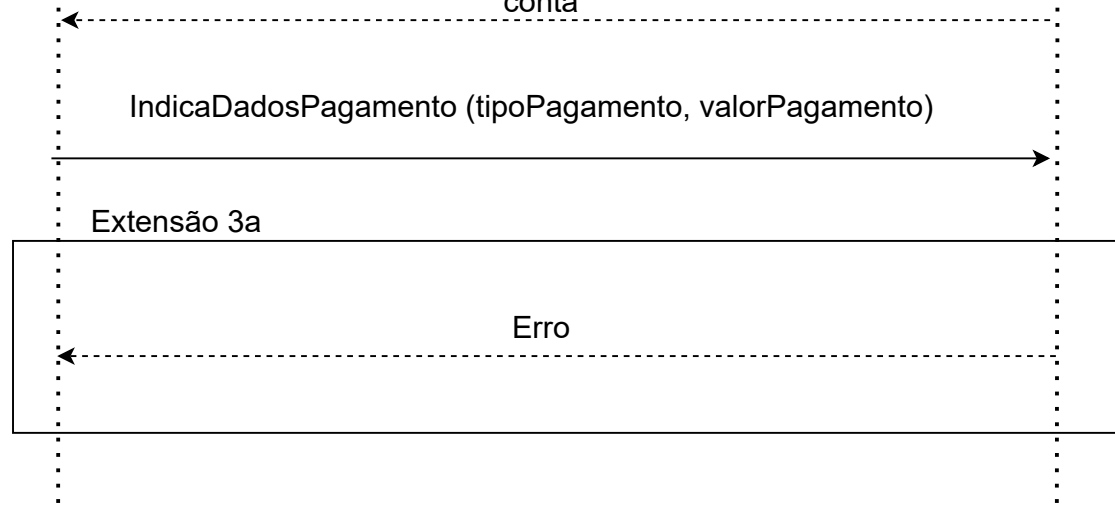 conta
IndicaDadosPagamento (tipoPagamento, valorPagamento)
Extensão 3a
Erro